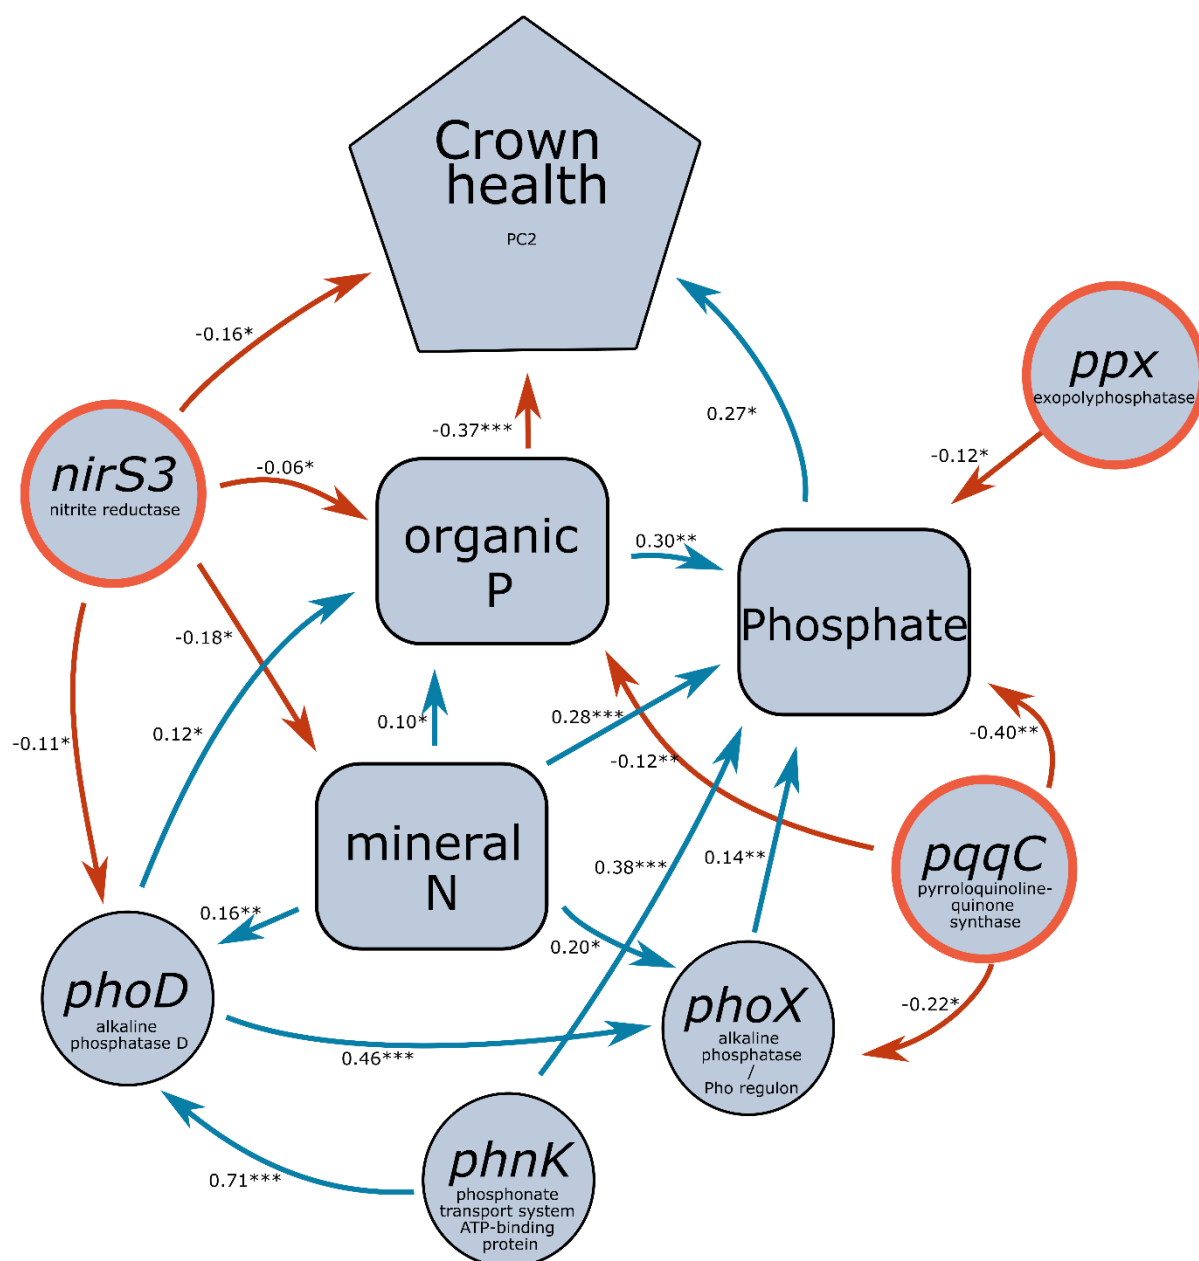 Crown
health
PC2
-0.16*
0.27*
ppx
exopolyphosphatase
-0.37***
-0.12*
nirS3
nitrite reductase
-0.06*
organic
P
0.30**
Phosphate
-0.18*
0.10*
0.28***
-0.11*
0.12*
-0.12**
-0.40**
mineral
N
0.38***
0.14**
pqqC
pyrroloquinoline-
quinone
synthase
0.16**
0.20*
phoD
alkaline
phosphatase D
phoX
alkaline
phosphatase
/
Pho regulon
-0.22*
0.46***
0.71***
phnK
phosphonate
transport system
ATP-binding
protein